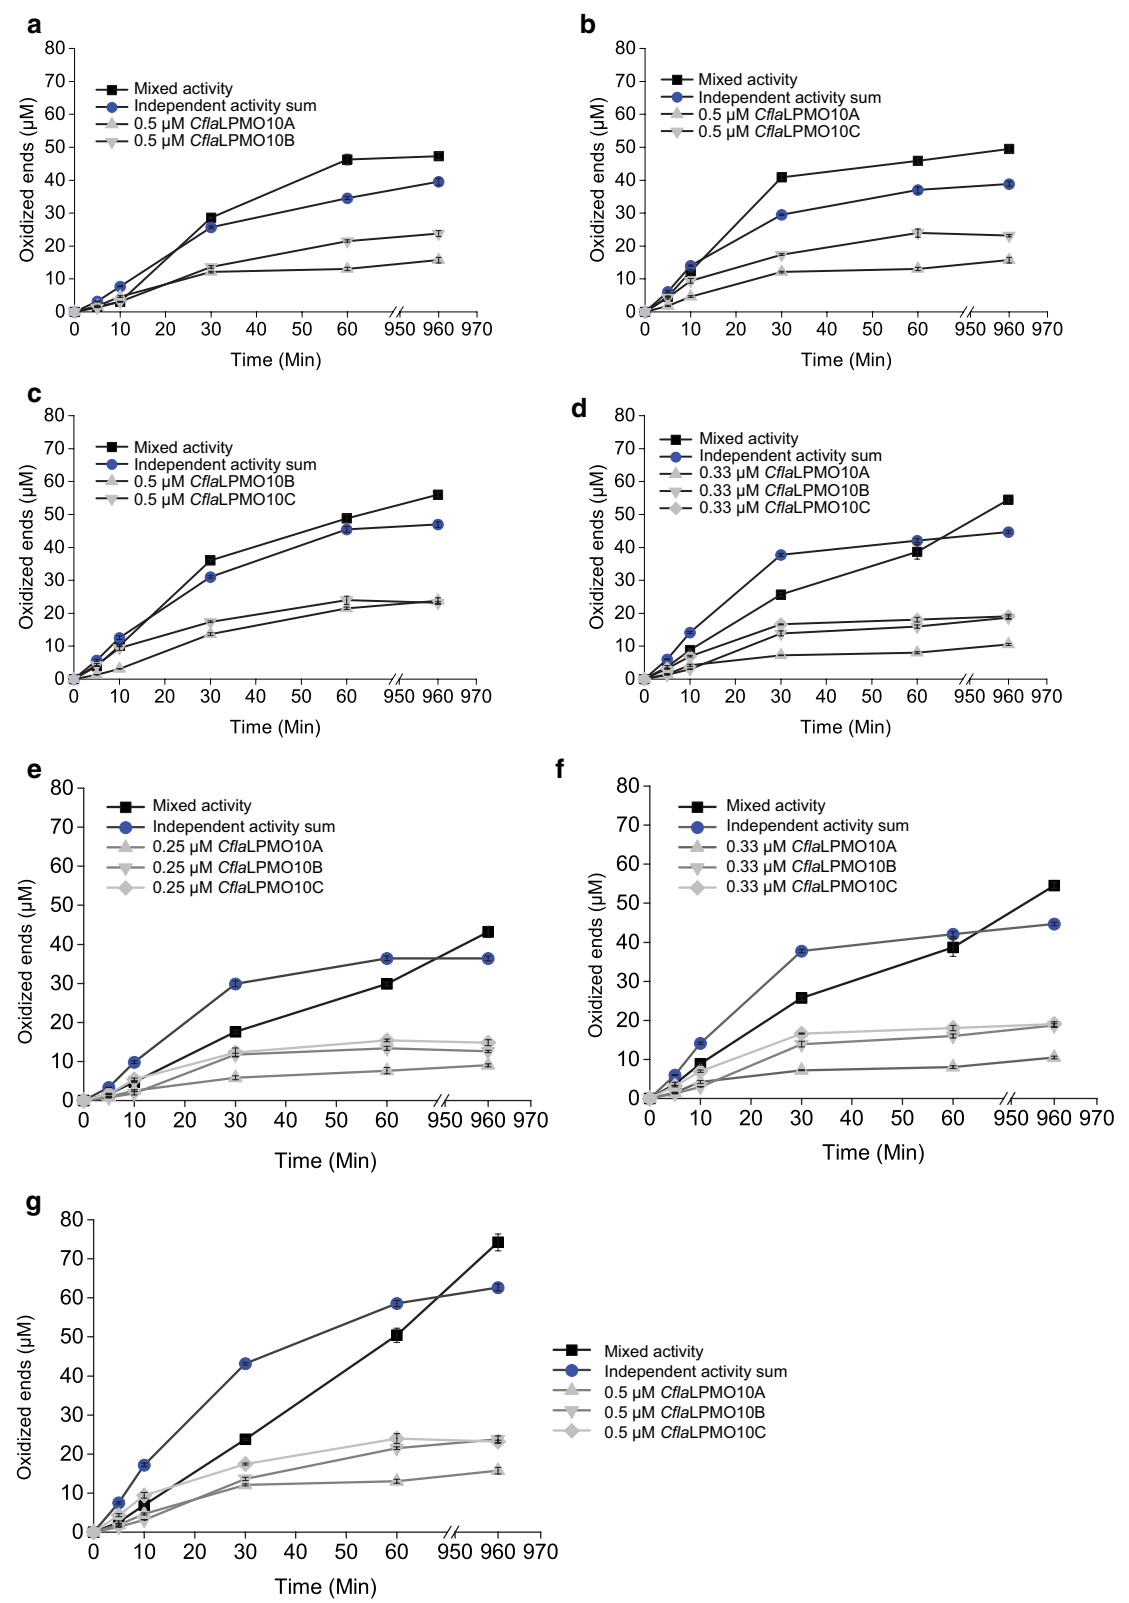 a
80
70
60
50
40
30
20
10
0
Oxidized ends (µM)
Mixed activity
Independent activity sum
0.5 µM CflaLPMO10A
0.5 µM CflaLPMO10B
0 10 20 30 40 50 60 950 960 970
Time (Min)
b
80
70
60
50
40
30
20
10
0
Oxidized ends (µM)
Mixed activity
Independent activity sum
0.5 µM CflaLPMO10A
0.5 µM CflaLPMO10C
0 10 20 30 40 50 60 950 960 970
Time (Min)
c
80
70
60
50
40
30
20
10
0
Oxidized ends (µM)
Mixed activity
Independent activity sum
0.5 µM CflaLPMO10B
0.5 µM CflaLPMO10C
0 10 20 30 40 50 60 950 960 970
Time (Min)
d
80
70
60
50
40
30
20
10
0
Oxidized ends (µM)
Mixed activity
Independent activity sum
0.33 µM CflaLPMO10A
0.33 µM CflaLPMO10B
0.33 µM CflaLPMO10C
0 10 20 30 40 50 60 950 960 970
Time (Min)
e
80
70
60
50
40
30
20
10
0
Oxidized ends (µM)
Mixed activity
Independent activity sum
0.25 µM CflaLPMO10A
0.25 µM CflaLPMO10B
0.25 µM CflaLPMO10C
0 10 20 30 40 50 60 950 960 970
Time (Min)
f
80
70
60
50
40
30
20
10
0
Oxidized ends (µM)
Mixed activity
Independent activity sum
0.33 µM CflaLPMO10A
0.33 µM CflaLPMO10B
0.33 µM CflaLPMO10C
0 10 20 30 40 50 60 950 960 970
Time (Min)
g
80
70
60
50
40
30
20
10
0
Oxidized ends (µM)
0 10 20 30 40 50 60 950 960 970
Time (Min)
Mixed activity
Independent activity sum
0.5 µM CflaLPMO10A
0.5 µM CflaLPMO10B
0.5 µM CflaLPMO10C